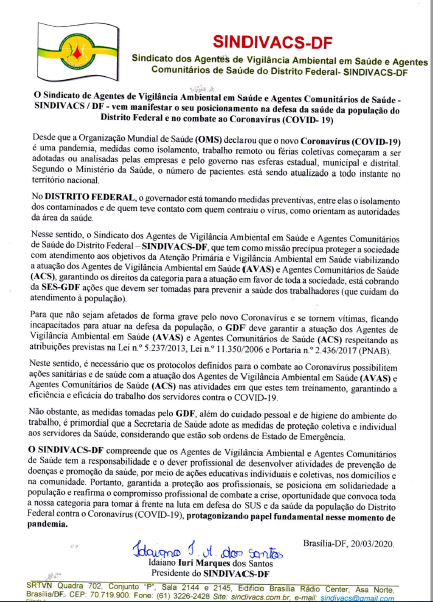 SINDIVACS-DF
Sindicato dos Agentes de Vigilância Ambiental em Saúde e Agentes
Comunitários de Saúde do Distrito Federal- SINDIVACS-DF
O Sindicato de Agentes de Vigilância Ambiental em Saúde e Agentes Comunitários de Saúde -
SINDIVACS / DF - vem manifestar o seu posicionamento na defesa da saúde da população do
Distrito Federal e no combate ao Coronavírus (COVID- 19)
Desde que a Organização Mundial de Saúde (OMS) declarou que o novo Coronavírus (COVID-19)
é uma pandemia, medidas como isolamento, trabalho remoto ou férias coletivas começaram a ser
adotadas ou analisadas pelas empresas e pelo governo nas esferas estadual, municipal e distrital.
Segundo o Ministério da Saúde, o número de pacientes está sendo atualizado a todo instante no
território nacional.
No DISTRITO FEDERAL, o governador está tomando medidas preventivas, entre elas o isolamento
dos contaminados e de quem teve contato com quem contraiu o vírus, como orientam as autoridades
da área da saúde.
Nesse sentido, o Sindicato dos Agentes de Vigilância Ambiental em Saúde e Agentes Comunitários
de Saúde do Distrito Federal – SINDIVACS-DF, que tem como missão precípua proteger a sociedade
com atendimento aos objetivos da Atenção Primária e Vigilância Ambiental em Saúde viabilizando
a atuação dos Agentes de Vigilância Ambiental em Saúde (AVAS) e Agentes Comunitários de Saúde
(ACS), garantindo os direitos da categoria para a atuação em favor de toda a sociedade, está cobrando
da SES-GDF ações que devem ser tomadas para prevenir a saúde dos trabalhadores (que cuidam do
atendimento à população).
Para que não sejam afetados de forma grave pelo novo Coronavírus e se tornem vítimas, ficando
incapacitados para atuar na defesa da população, o GDF deve garantir a atuação dos Agentes de
Vigilância Ambiental em Saúde (AVAS) e Agentes Comunitários de Saúde (ACS) respeitando as
atribuições previstas na Lei n.º 5.237/2013, Lei n.º 11.350/2006 e Portaria n.º 2.436/2017 (PNAB).
Neste sentido, é necessário que os protocolos definidos para o combate ao Coronavírus possibilitem
ações sanitárias e de saúde com a atuação dos Agentes de Vigilância Ambiental em Saúde (AVAS) e
Agentes Comunitários de Saúde (ACS) nas atividades em que estes tem treinamento, garantindo a
eficiência e eficácia do trabalho dos servidores contra o COVID-19.
Não obstante, as medidas tomadas pelo GDF, além do cuidado pessoal e de higiene do ambiente do
trabalho, é primordial que a Secretaria de Saúde adote as medidas de proteção coletiva e individual
aos servidores da Saúde, considerando que estão sob ordens de Estado de Emergência.
O SINDIVACS-DF compreende que os Agentes de Vigilância Ambiental e Agentes Comunitários
de Saúde tem a responsabilidade e o dever profissional de desenvolver atividades de prevenção de
doenças e promoção da saúde, por meio de ações educativas individuais e coletivas, nos domicílios e
na comunidade. Portanto, garantida a proteção aos profissionais, se posiciona em solidariedade a
população e reafirma o compromisso profissional de combate a crise, oportunidade que convoca toda
a nossa categoria para tomar à frente na luta em defesa do SUS e da saúde da população do Distrito
Federal contra o Coronavírus (COVID-19), protagonizando papel fundamental nesse momento de
pandemia.
Brasília-DF, 20/03/2020.
Idaiano I. M. dos Santos
Idaiano Iuri Marques dos Santos
Presidente do SINDIVACS-DF
SRTVN Quadra 702, Conjunto "P", Sala 2144 e 2145, Edifício Brasília Rádio Center, Asa Norte,
Brasília/DF, CEP: 70.719.900. Fone: (61) 3226-2428 Site: sindivacs.com.br, e-mail: sindivacs@gmail.com